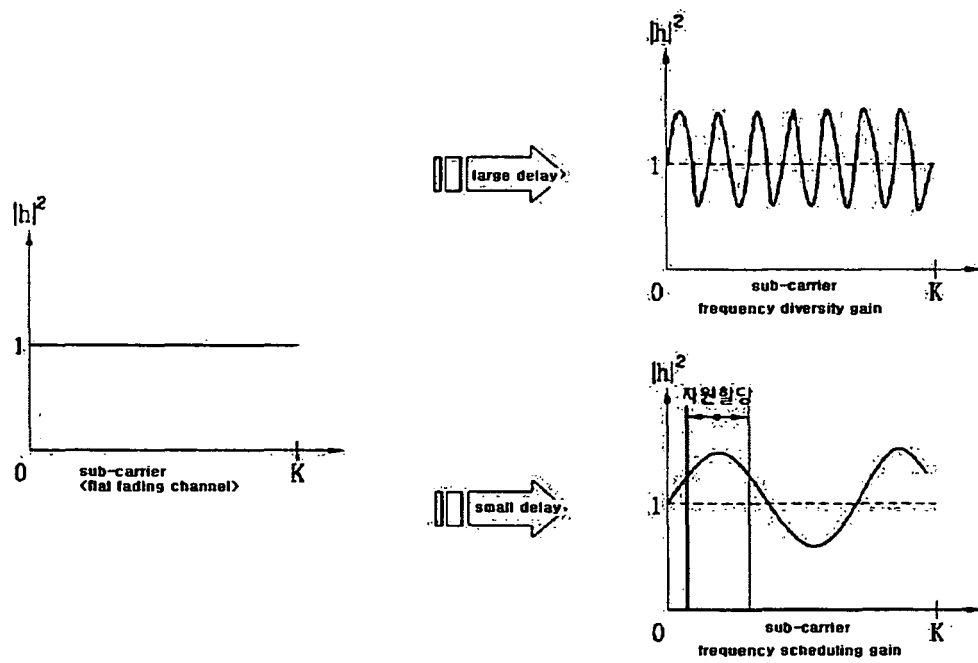 |h|²
1
0
K
sub-carrier
<flat fading channel>
large delay
|h|²
1
0
K
sub-carrier
frequency diversity gain
small delay
|h|²
자원할당
1
0
K
sub-carrier
frequency scheduling gain